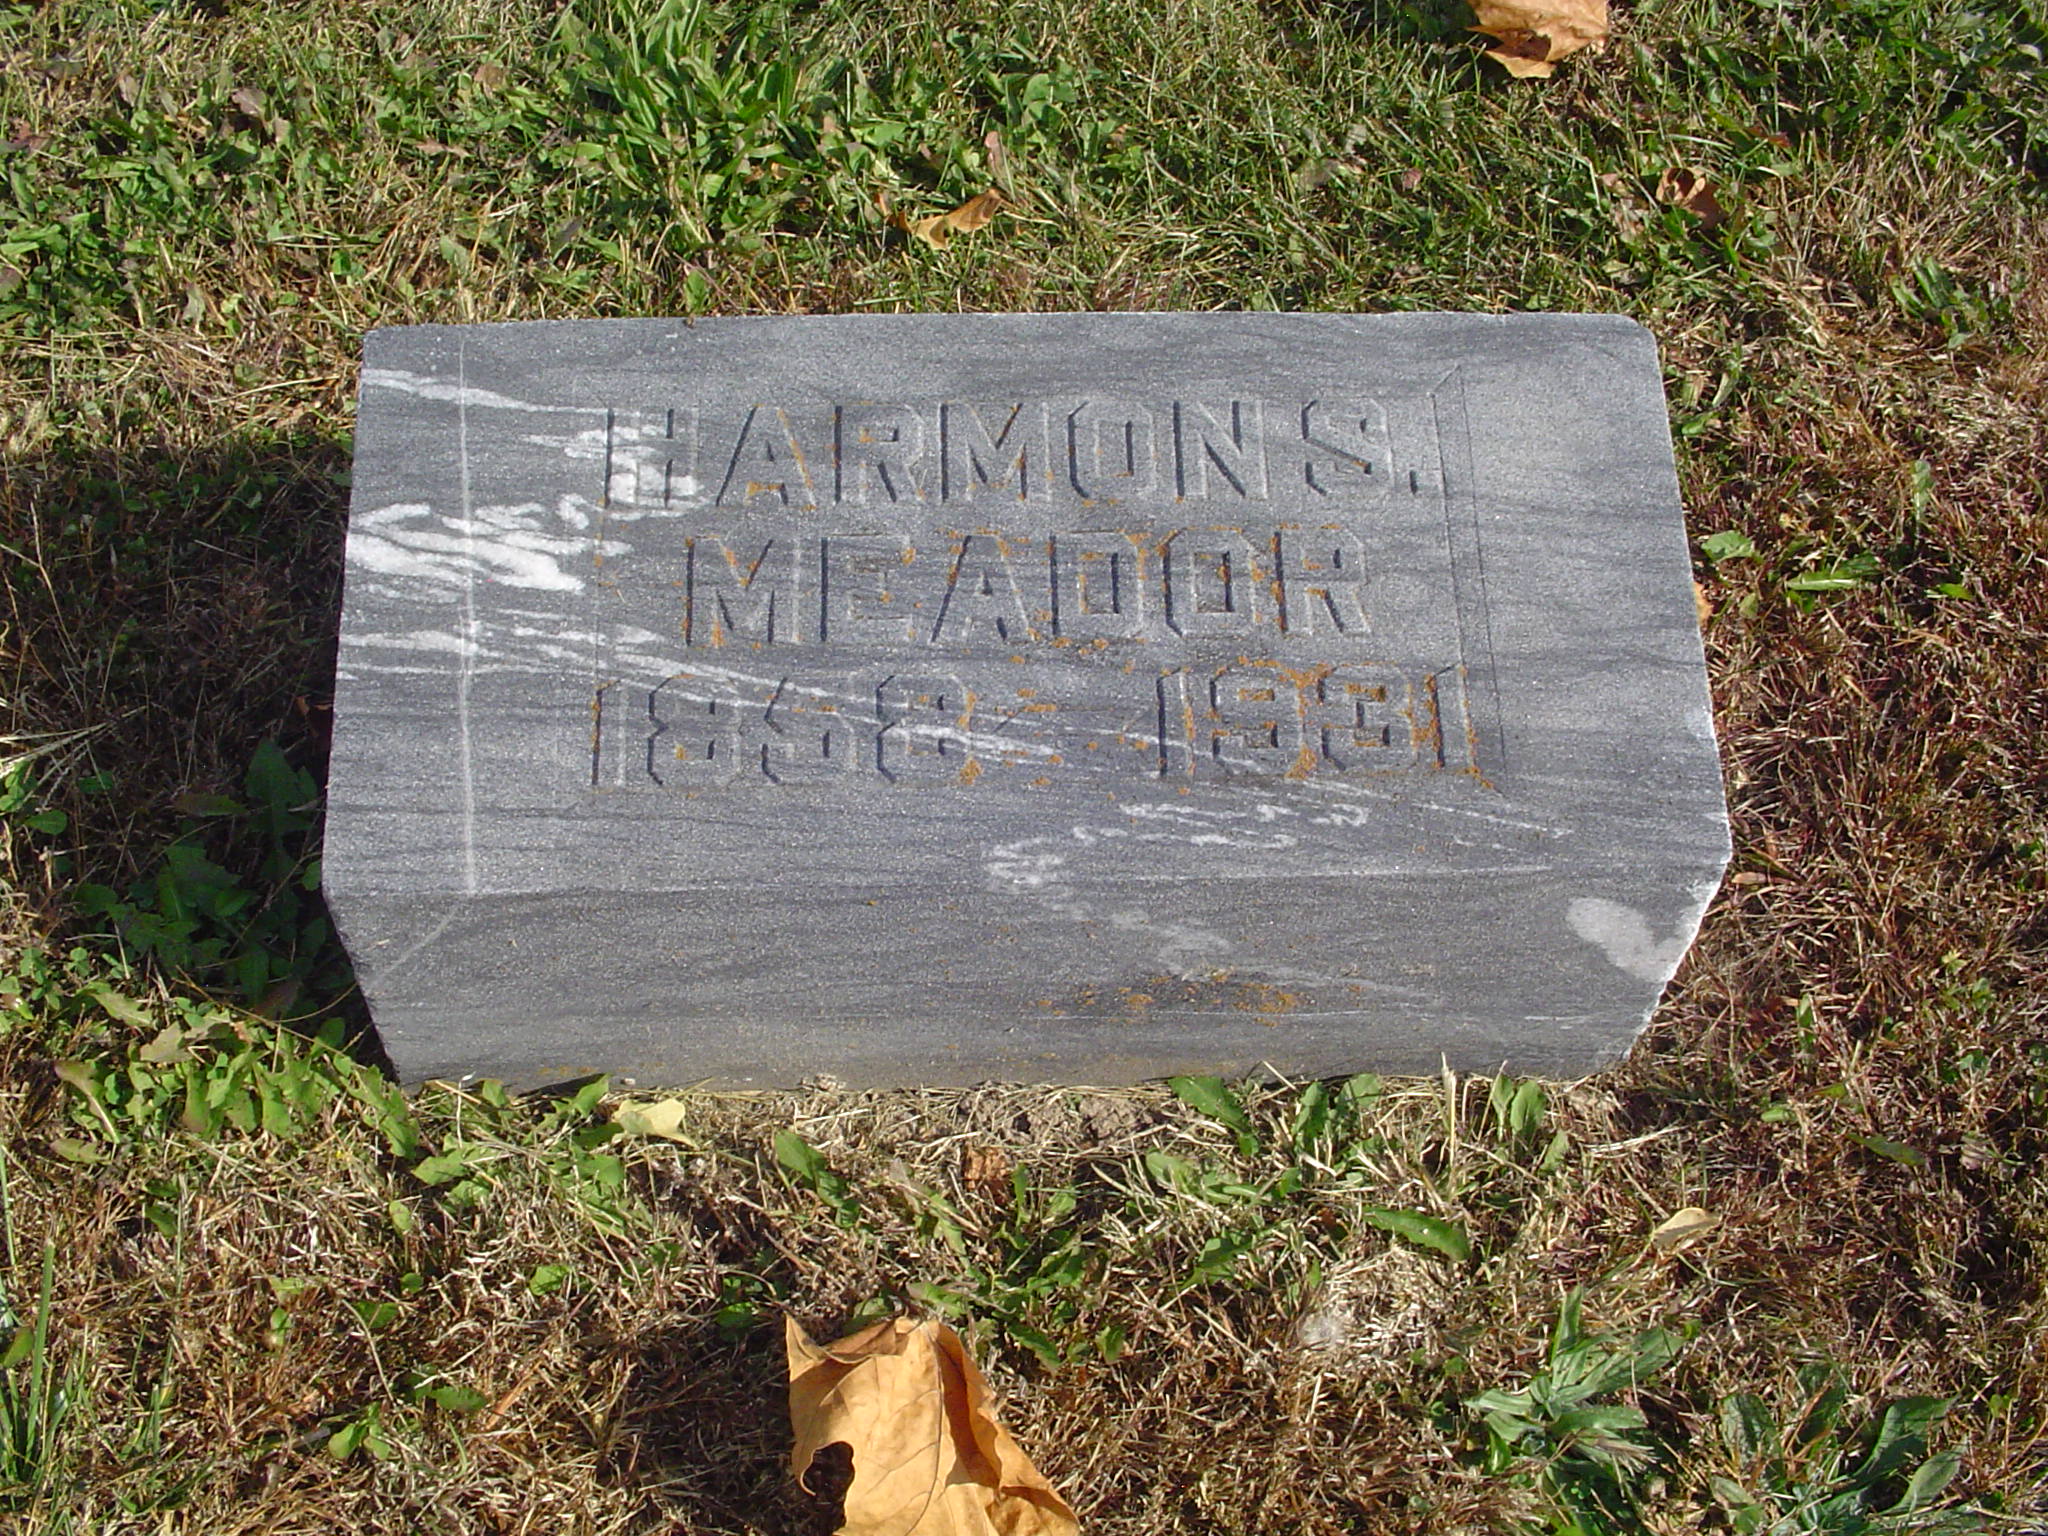 HARMON S.
MEADOR
1858 - 1931